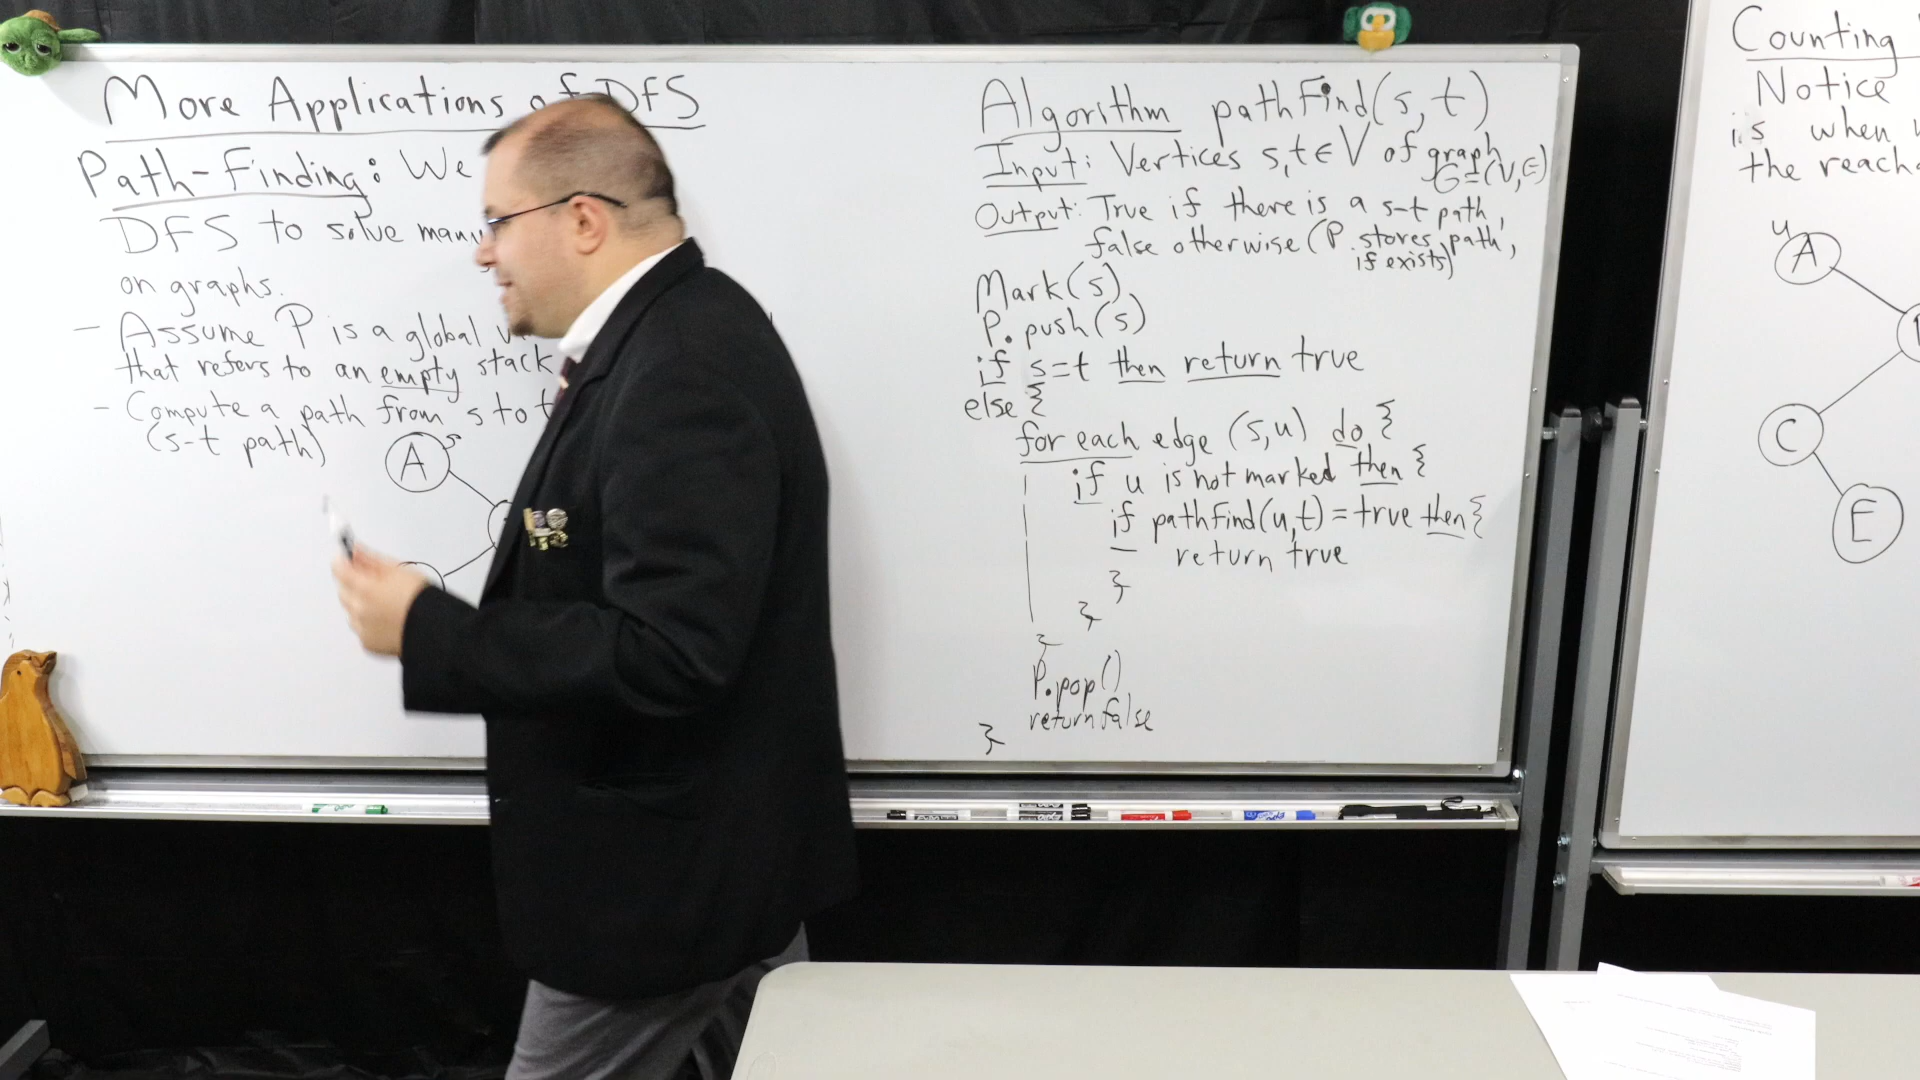 More Applications of DFS
Path-Finding: We
DFS to solve many
on graphs.
- Assume P is a global
that refers to an empty stack
- Compute a path from s to t
(s-t path)
s
A
Algorithm pathFind(s,t)
Input: Vertices s,t∈V of graph
G=(V,E)
Output: True if there is a s-t path,
false otherwise (P stores path,
if exists)
Mark(s)
P.push(s)
if s=t then return true
else {
for each edge (s,u) do {
if u is not marked then {
if pathfind(u,t)=true then {
return true
}
}
}
P.pop()
return false
}
Counting
Notice
is when
the reach
u
A
C
E